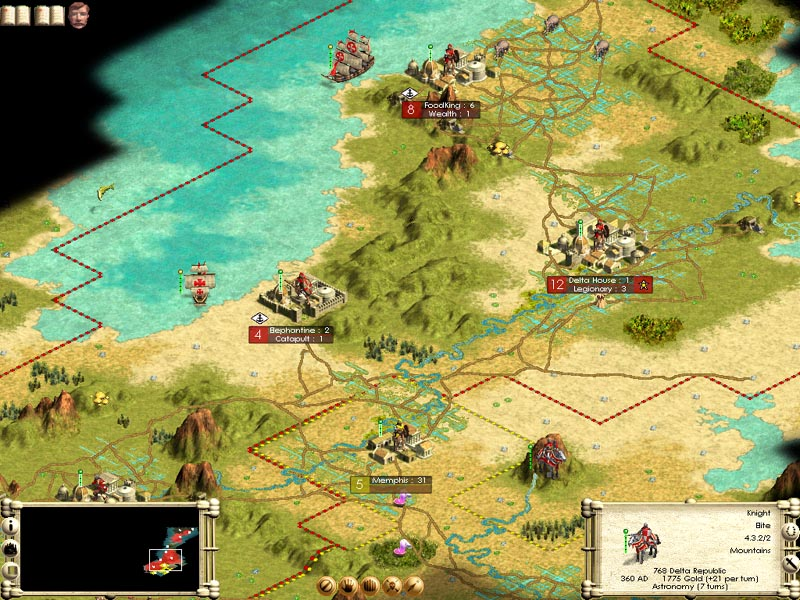 8
FoodKing : 6
Wealth : 1
12
Delta House : 1
Legionary : 3
4
Elephantine : 2
Catapult : 1
5
Memphis : 31
Knight
Bite
4.3.2/2
Mountains
768 Delta Republic
360 AD 1775 Gold (+21 per turn)
Astronomy (7 turns)